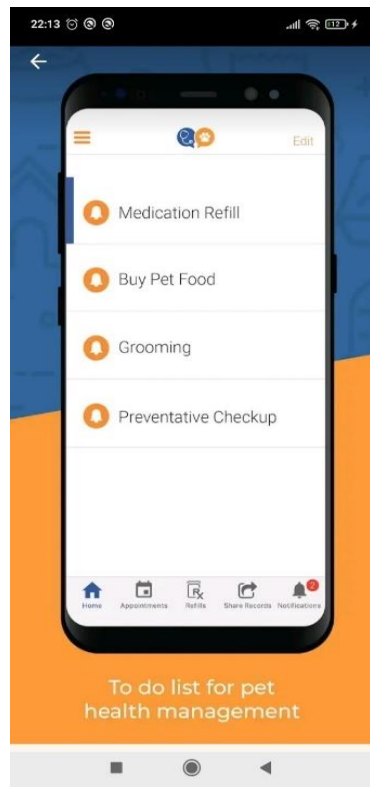 22:13
112
Edit
Medication Refill
Buy Pet Food
Grooming
Preventative Checkup
2
Home Appointments Refills Share Records Notifications
To do list for pet
health management